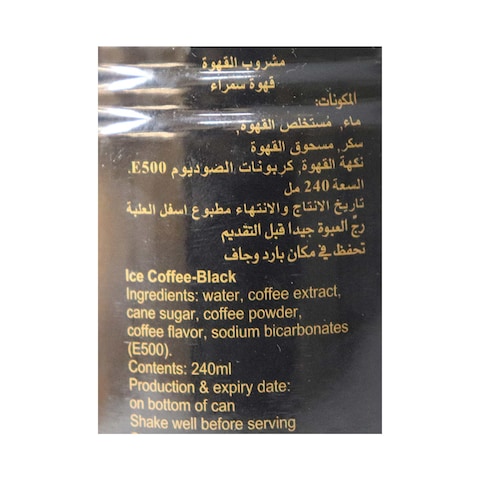 مشروب القهوة
قهوة سمراء
المكونات:
ماء, مُستخلص القهوه,
سكر, مسحوق القهوة
نكهة القهوة, كربونات الصوديوم E500.
السعة 240 مل
تاريخ الانتاج والانتهاء مطبوع اسفل العلبة
رجّ العبوة جيدا قبل التقديم
تحفظ في مكان بارد وجاف
Ice Coffee-Black
Ingredients: water, coffee extract,
cane sugar, coffee powder,
coffee flavor, sodium bicarbonates
(E500).
Contents: 240ml
Production & expiry date:
on bottom of can
Shake well before serving